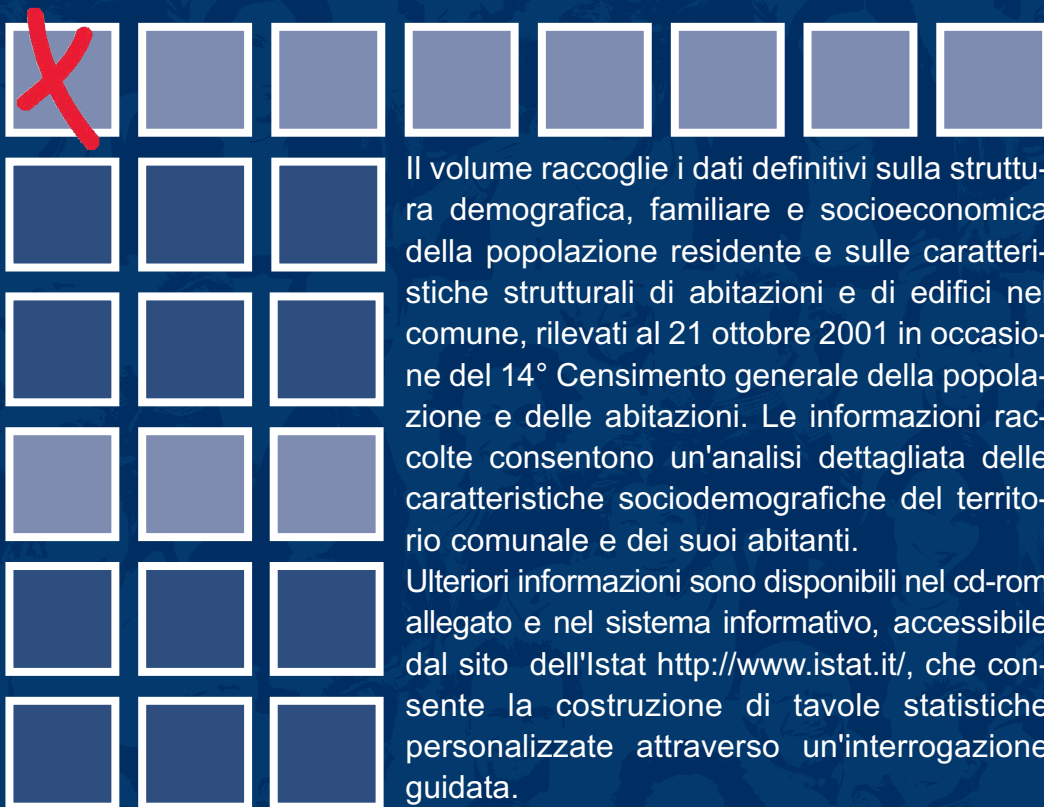 Il volume raccoglie i dati definitivi sulla struttu-
ra demografica, familiare e socioeconomica
della popolazione residente e sulle caratteri-
stiche strutturali di abitazioni e di edifici nel
comune, rilevati al 21 ottobre 2001 in occasio-
ne del 14° Censimento generale della popola-
zione e delle abitazioni. Le informazioni rac-
colte consentono un'analisi dettagliata delle
caratteristiche sociodemografiche del territo-
rio comunale e dei suoi abitanti.
Ulteriori informazioni sono disponibili nel cd-rom
allegato e nel sistema informativo, accessibile
dal sito dell'Istat http://www.istat.it/, che con-
sente la costruzione di tavole statistiche
personalizzate attraverso un'interrogazione
guidata.